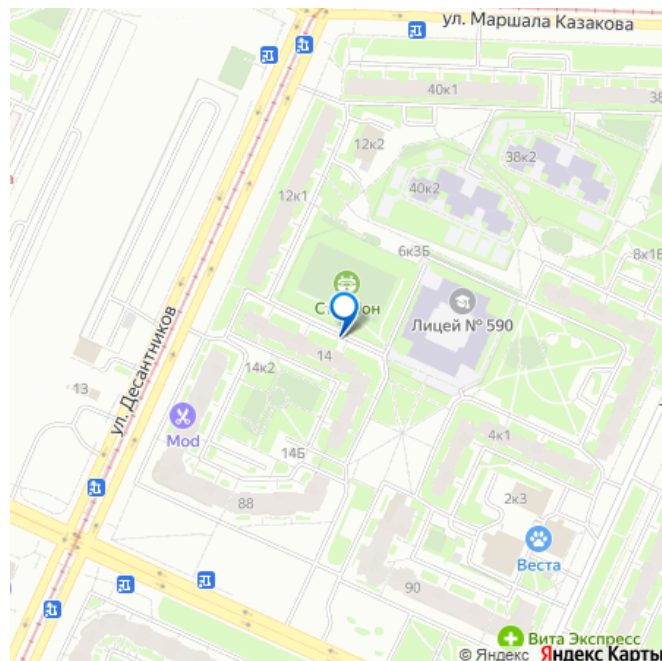 ул. Маршала Казакова
40к1
38
12к2
38к2
40к2
12к1
6к3Б
8к1Б
Лицей № 590
ул. Десантников
14
14к2
13
Mod
14Б
4к1
88
2к3
Веста
90
Вита Экспресс
© Яндекс Яндекс Карты